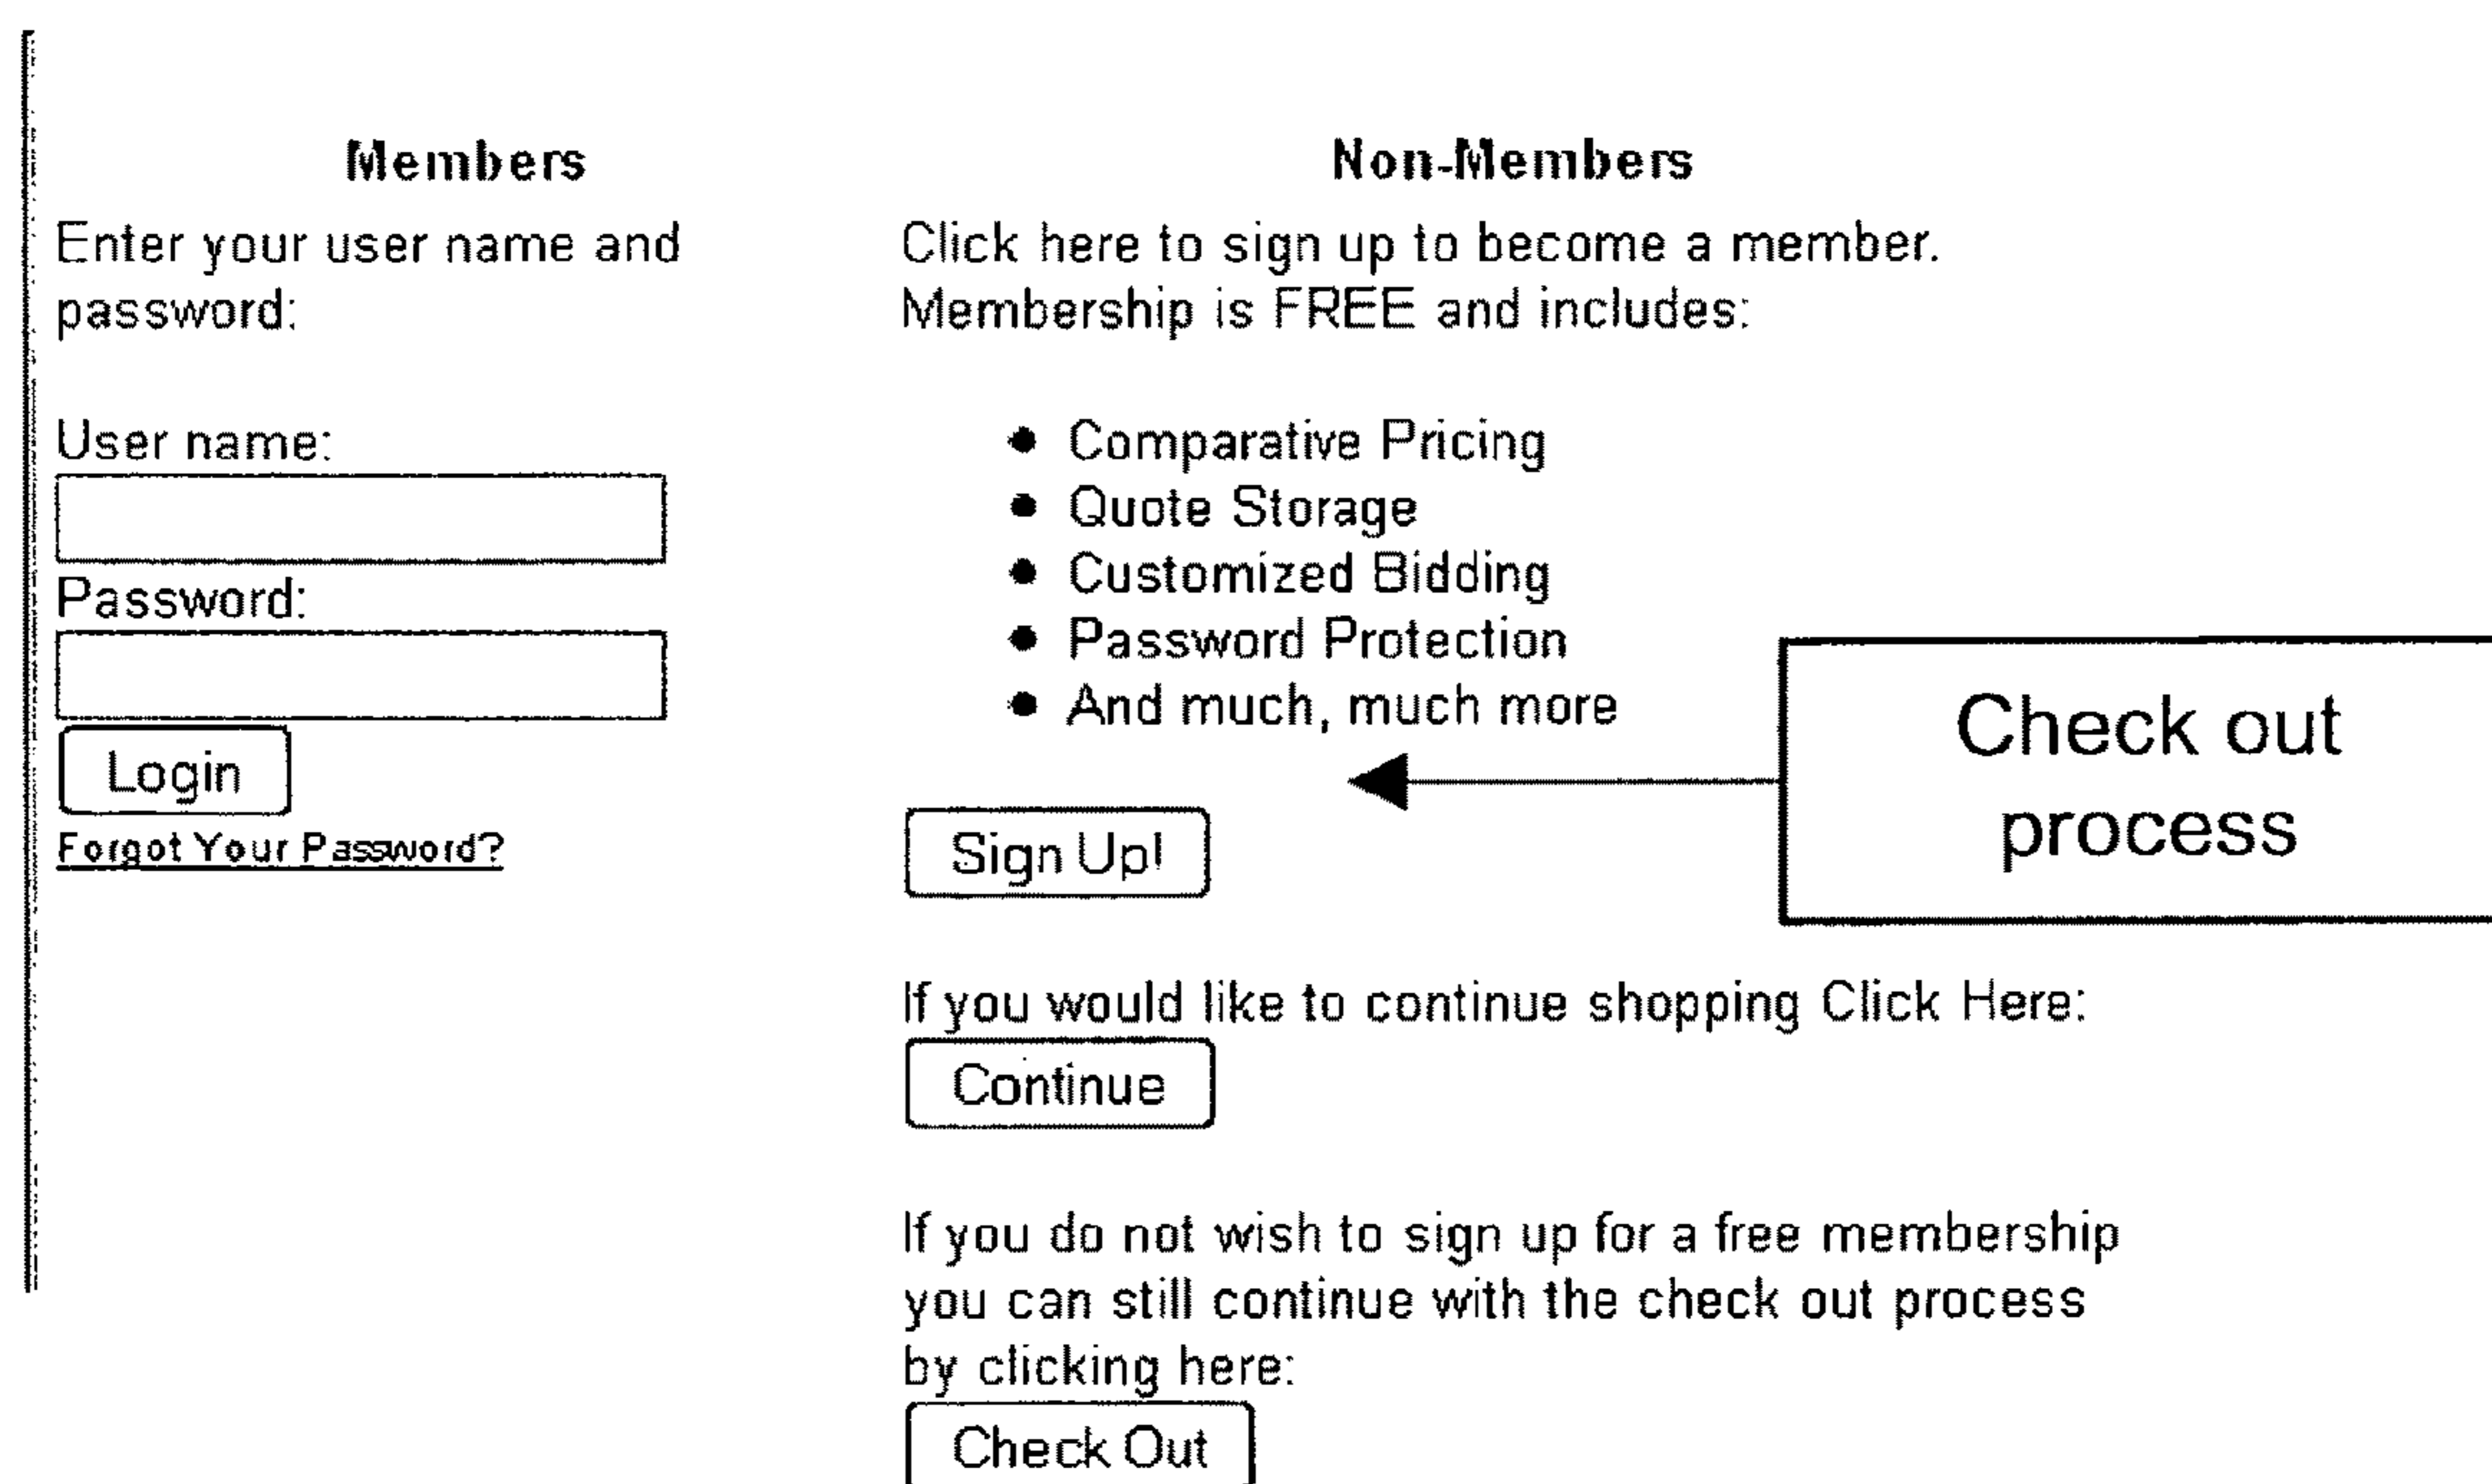 Members
Enter your user name and
password:
User name:
Password:
Login
Forgot Your Password?
Non-Members
Click here to sign up to become a member.
Membership is FREE and includes:
• Comparative Pricing
• Quote Storage
• Customized Bidding
• Password Protection
• And much, much more
Sign Up!
Check out
process
If you would like to continue shopping Click Here:
Continue
If you do not wish to sign up for a free membership
you can still continue with the check out process
by clicking here:
Check Out